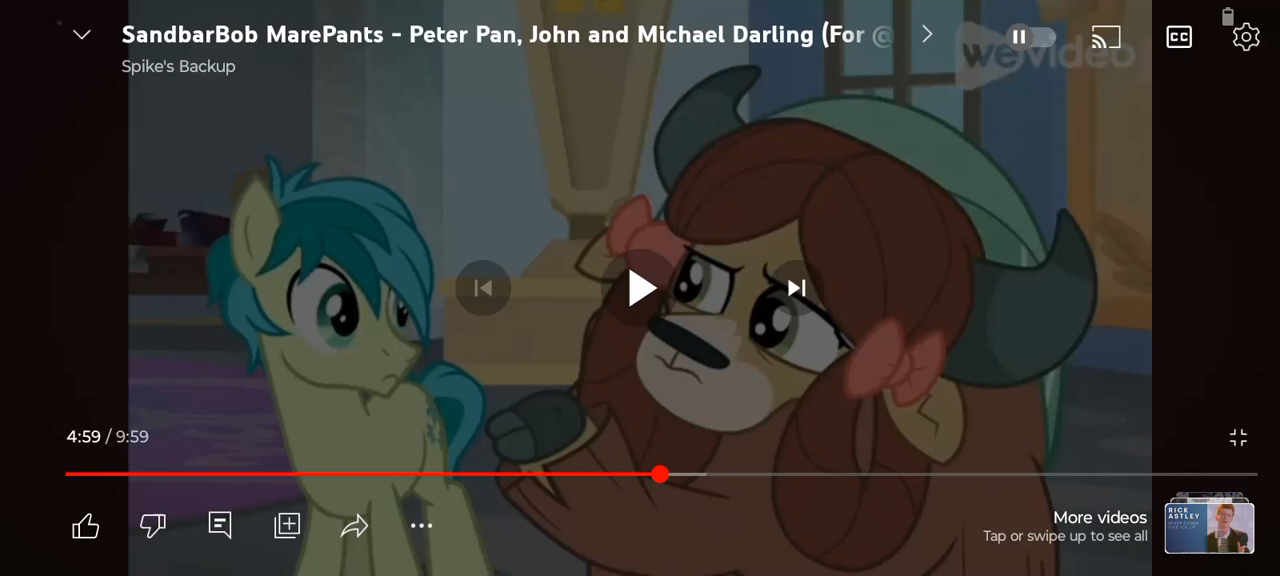 SandbarBob MarePants - Peter Pan, John and Michael Darling (For @
Spike's Backup
CC
wevideo
4:59 / 9:59
More videos
Tap or swipe up to see all
RICK
ASTLEY